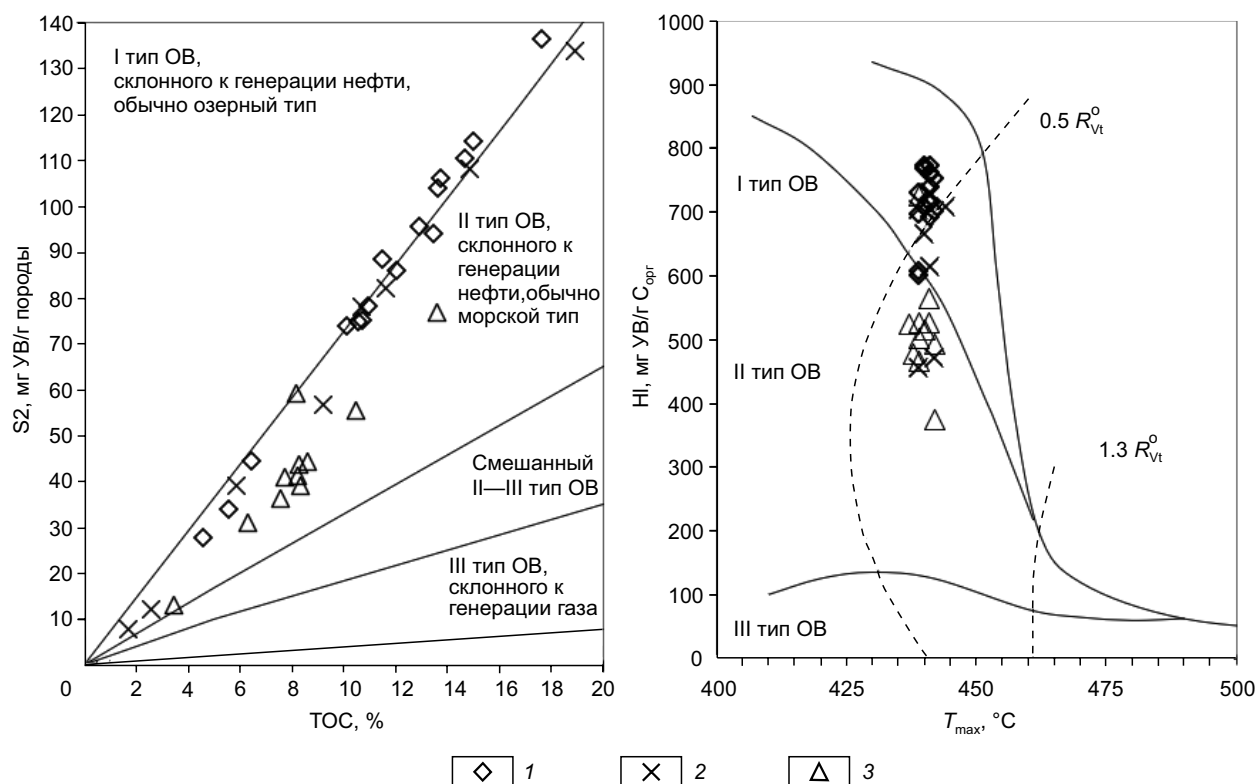 140
130
120
110
100
90
80
70
60
50
40
30
20
10
0
2
4
6
8
10
12
14
16
18
20
S2, мг УВ/г породы
TOC, %
I тип ОВ,
склонного к генерации нефти,
обычно озерный тип
II тип ОВ,
склонного к
генерации
нефти,обычно
морской тип
Смешанный
II—III тип ОВ
III тип ОВ,
склонного к
генерации газа
1000
900
800
700
600
500
400
300
200
100
0
400
425
450
475
500
HI, мг УВ/г Cорг
Tmax, °C
0.5 RoVt
I тип ОВ
II тип ОВ
1.3 RoVt
III тип ОВ
1
2
3